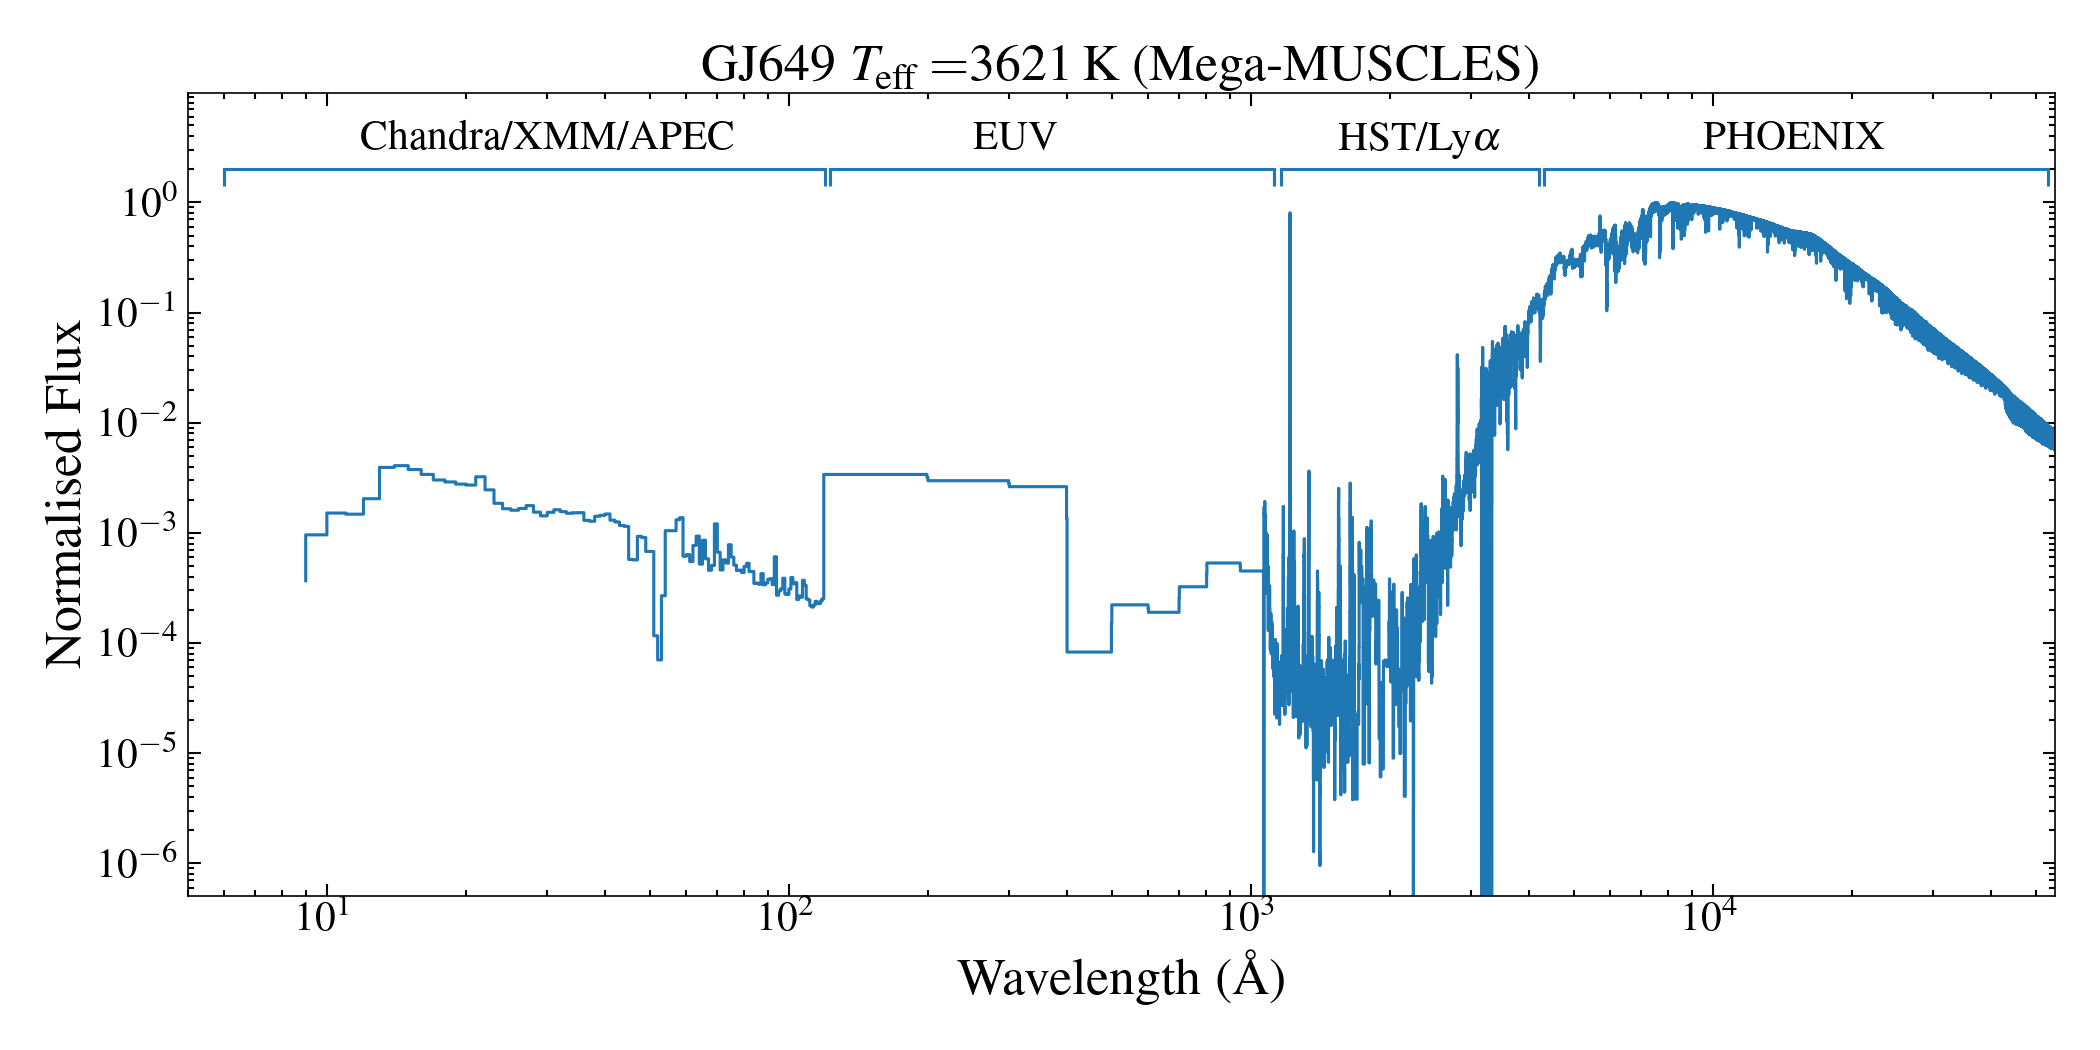 GJ649 T_eff =3621 K (Mega-MUSCLES)
Chandra/XMM/APEC EUV HST/Lyα PHOENIX
10^0
10^−1
10^−2
10^−3
10^−4
10^−5
10^−6
Normalised Flux
10^1 10^2 10^3 10^4
Wavelength (Å)